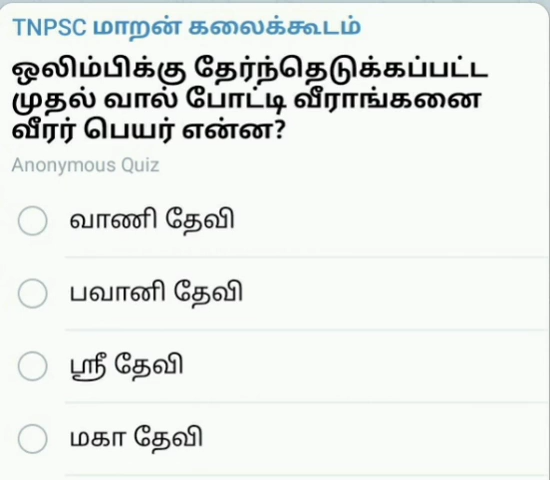 TNPSC மாறன் கலைக்கூடம்
ஒலிம்பிக்கு தேர்ந்தெடுக்கப்பட்ட
முதல் வால் போட்டி வீராங்கனை
வீரர் பெயர் என்ன?
Anonymous Quiz
வாணி தேவி
பவானி தேவி
ஸ்ரீ தேவி
மகா தேவி